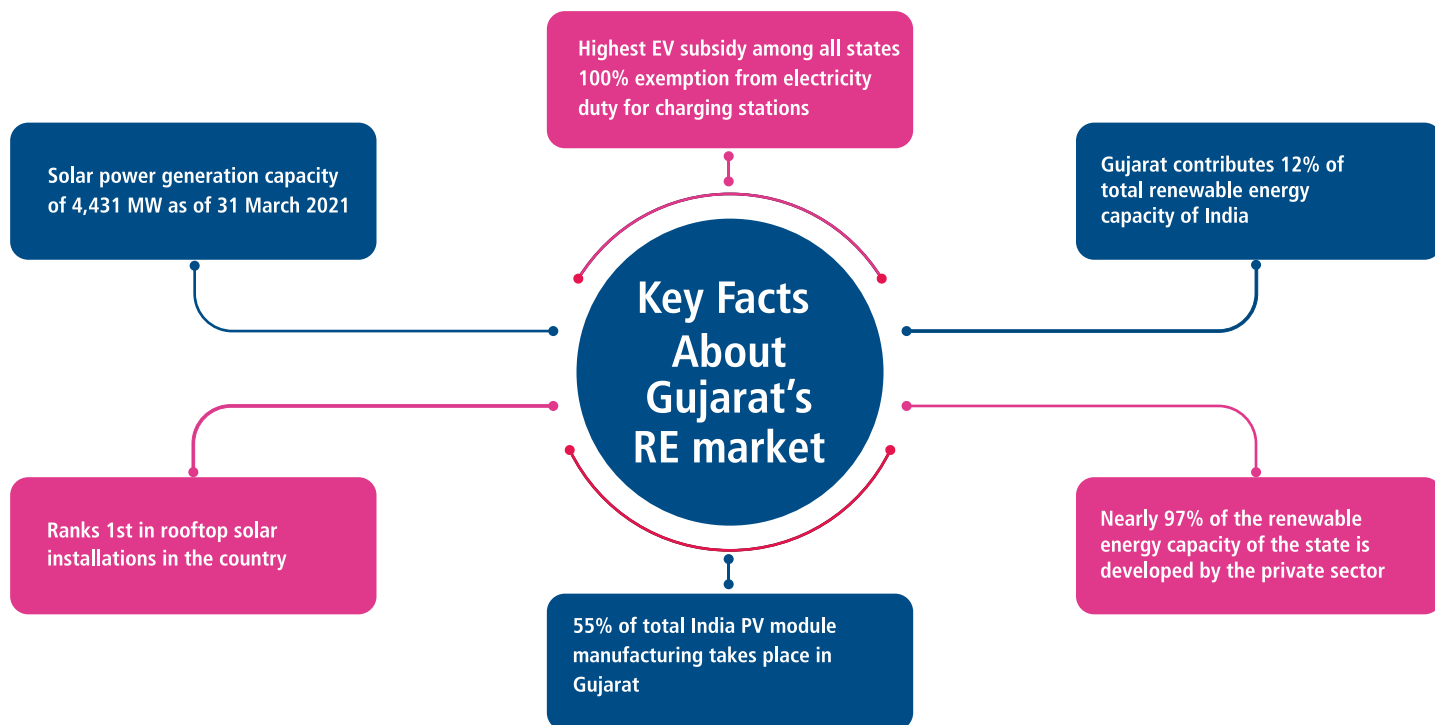 Highest EV subsidy among all states
100% exemption from electricity
duty for charging stations
Solar power generation capacity
of 4,431 MW as of 31 March 2021
Gujarat contributes 12% of
total renewable energy
capacity of India
Key Facts
About
Gujarat’s
RE market
Ranks 1st in rooftop solar
installations in the country
Nearly 97% of the renewable
energy capacity of the state is
developed by the private sector
55% of total India PV module
manufacturing takes place in
Gujarat